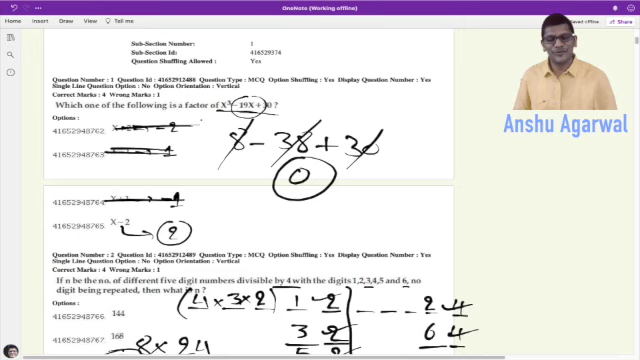 OneNote (Working offline)
Tell me
Share
Sub-Section Number: 1
Sub-Section Id: 416529374
Question Shuffling Allowed: Yes
Question Number : 1 Question Id : 41652912488 Question Type : MCQ Option Shuffling : Yes Display Question Number : Yes
Single Line Question Option : No Option Orientation : Vertical
Correct Marks : 4 Wrong Marks : 1
Which one of the following is a factor of X³ − 19X + 30 ?
Options
41652948762. -2
8 - 38 + 30
41652948763.
0
Anshu Agarwal
41652948764.
41652948765. X−2 2
Question Number : 2 Question Id : 41652912489 Question Type : MCQ Option Shuffling : Yes Display Question Number : Yes
Single Line Question Option : No Option Orientation : Vertical
Correct Marks : 4 Wrong Marks : 1
If n be the no. of different five digit numbers divisible by 4 with the digits 1,2,3,4,5 and 6, no
digit being repeated, then what is n ?
Options
(4 × 3 × 2) 1 2 2 4
41652948766. 144
3 2 6 4
41652948767. 168
8 × 24